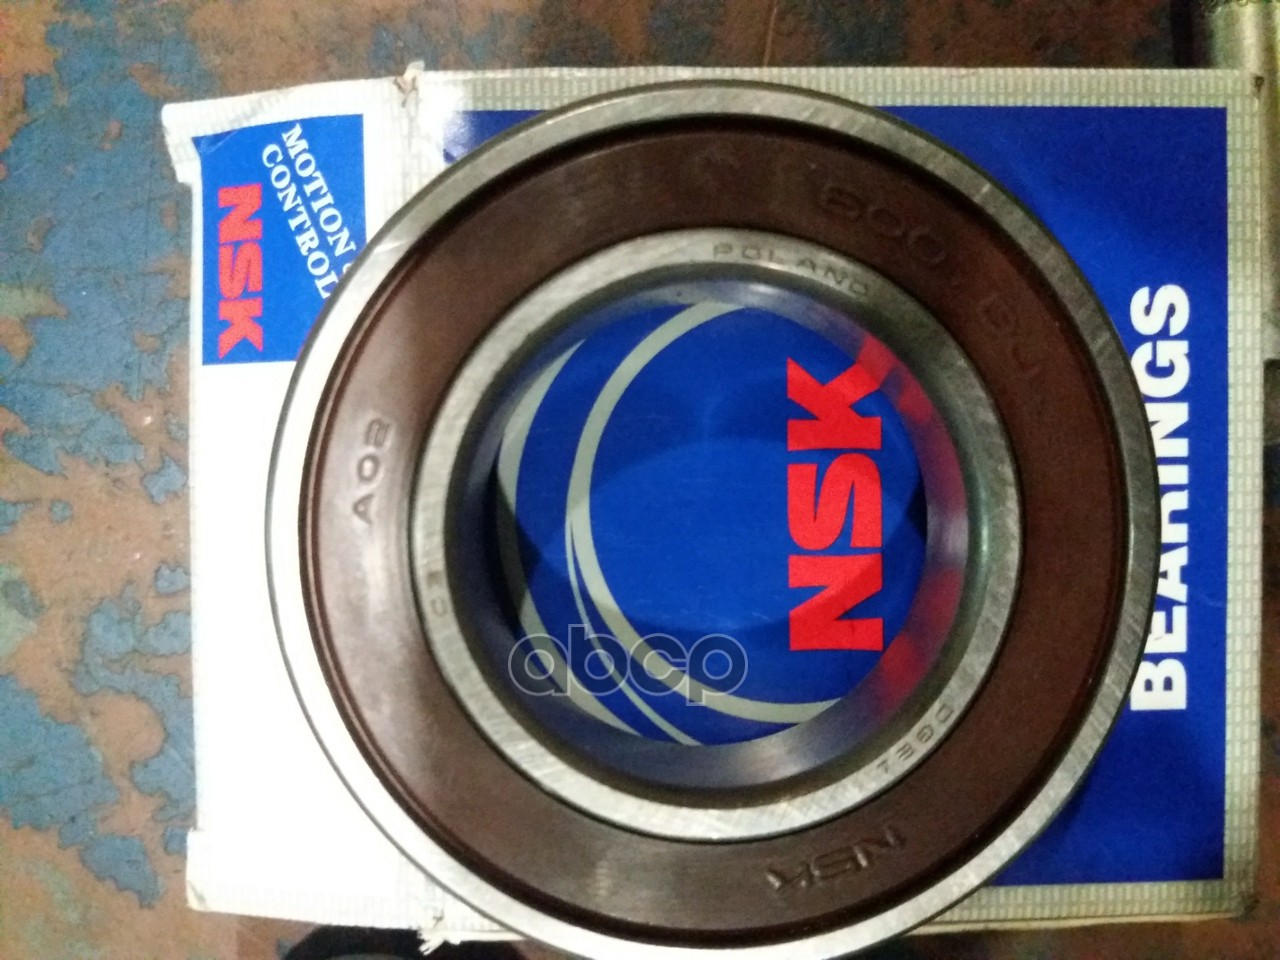 MOTION &
CONTROL
NSK
BEARINGS
NSK
POLAND
A02
C3
NSK
abcp